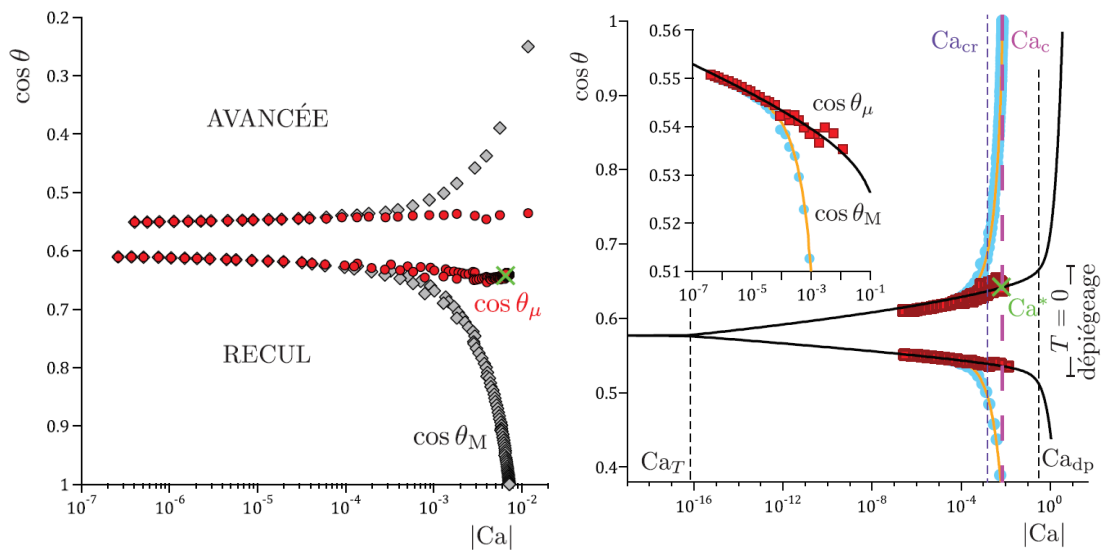 0.2
0.3
0.4
0.5
0.6
0.7
0.8
0.9
1
cos θ
AVANCÉE
RECUL
cos θμ
cos θM
10⁻⁷
10⁻⁶
10⁻⁵
10⁻⁴
10⁻³
10⁻²
|Ca|
1
0.9
0.8
0.7
0.6
0.5
0.4
cos θ
0.56
0.55
0.54
0.53
0.52
0.51
cos θμ
cos θM
10⁻⁷
10⁻⁵
10⁻³
10⁻¹
Ca_cr
Ca_c
Ca*
T = 0
dépiégeage
Ca_T
Ca_dp
10⁻¹⁶
10⁻¹²
10⁻⁸
10⁻⁴
10⁰
|Ca|